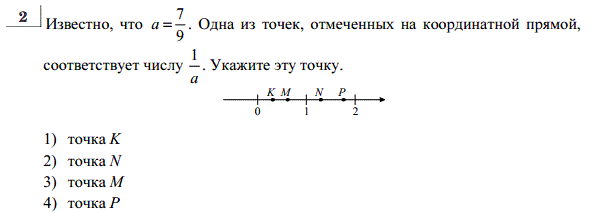 2
Известно, что a = 7/9 . Одна из точек, отмеченных на координатной прямой,
соответствует числу 1/a . Укажите эту точку.
K M N P
0 1 2
1) точка K
2) точка N
3) точка M
4) точка P